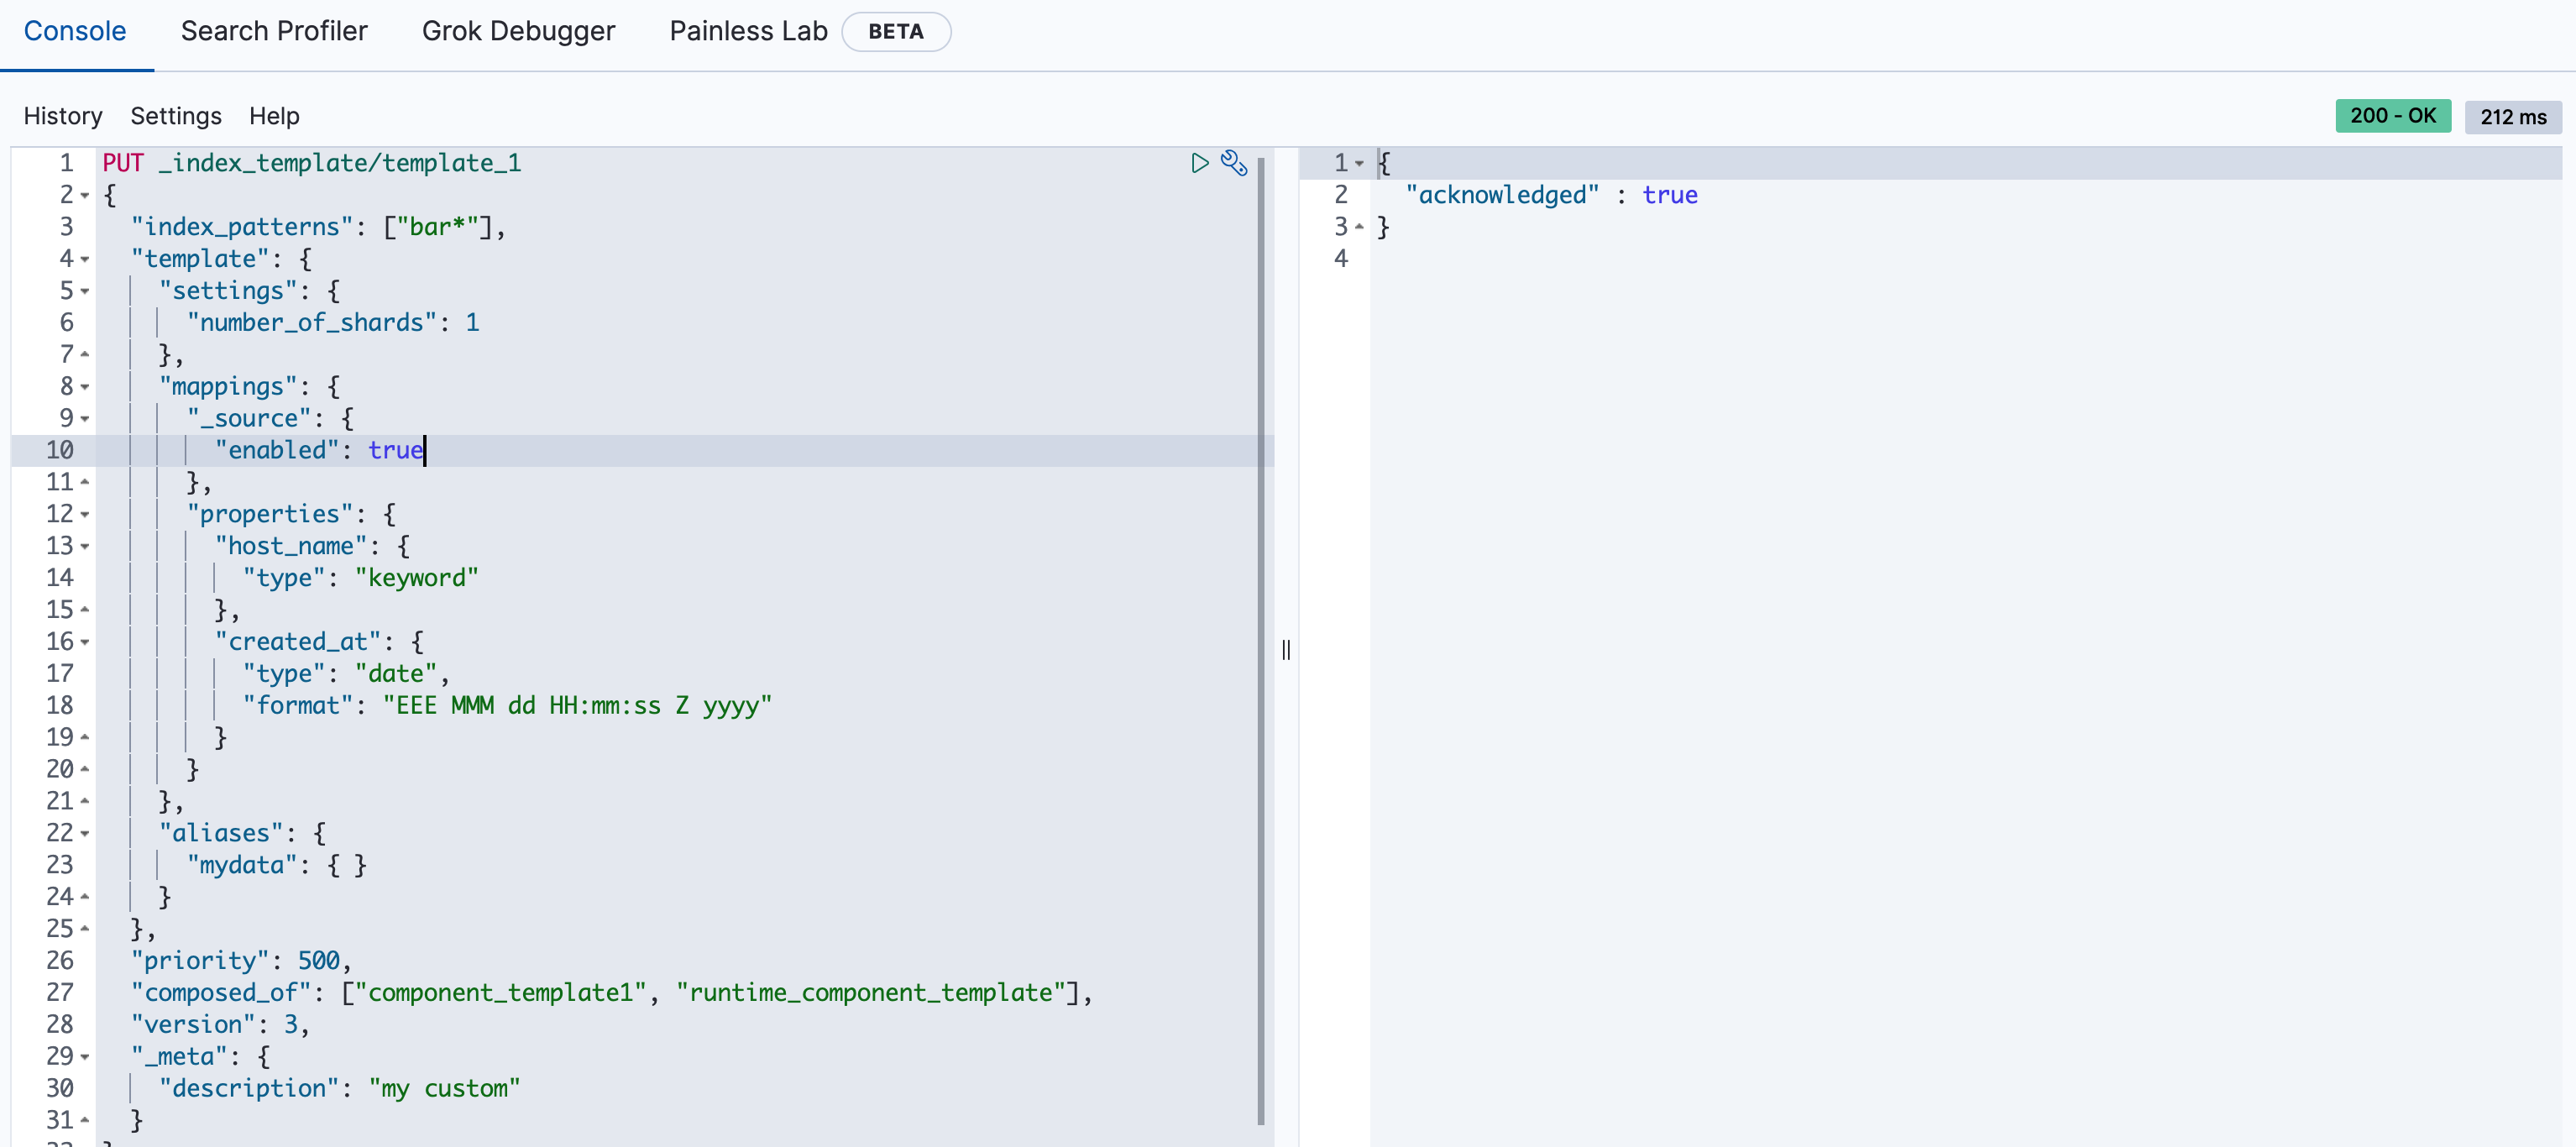 Console Search Profiler Grok Debugger Painless Lab BETA
History Settings Help 200 - OK 212 ms
1 PUT _index_template/template_1
2 {
3 "index_patterns": ["bar*"],
4 "template": {
5 "settings": {
6 "number_of_shards": 1
7 },
8 "mappings": {
9 "_source": {
10 "enabled": true
11 },
12 "properties": {
13 "host_name": {
14 "type": "keyword"
15 },
16 "created_at": {
17 "type": "date",
18 "format": "EEE MMM dd HH:mm:ss Z yyyy"
19 }
20 }
21 },
22 "aliases": {
23 "mydata": { }
24 }
25 },
26 "priority": 500,
27 "composed_of": ["component_template1", "runtime_component_template"],
28 "version": 3,
29 "_meta": {
30 "description": "my custom"
31 }
1 {
2 "acknowledged" : true
3 }
4